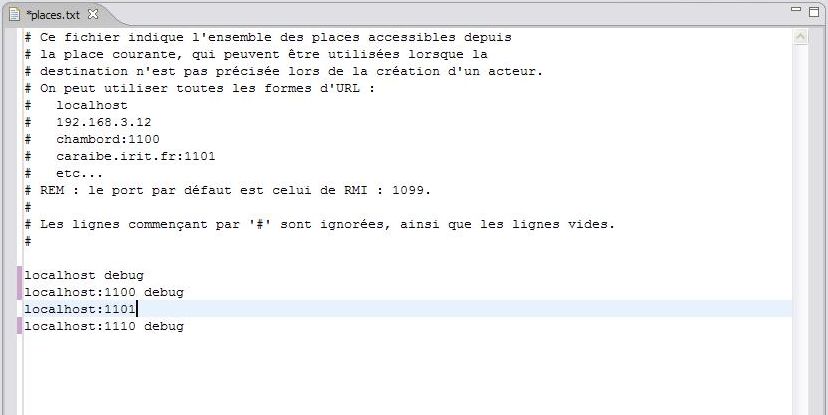 *places.txt
# Ce fichier indique l'ensemble des places accessibles depuis
# la place courante, qui peuvent être utilisées lorsque la
# destination n'est pas précisée lors de la création d'un acteur.
# On peut utiliser toutes les formes d'URL :
#   localhost
#   192.168.3.12
#   chambord:1100
#   caraibe.irit.fr:1101
#   etc...
# REM : le port par défaut est celui de RMI : 1099.
#
# Les lignes commençant par '#' sont ignorées, ainsi que les lignes vides.
#
localhost debug
localhost:1100 debug
localhost:1101
localhost:1110 debug